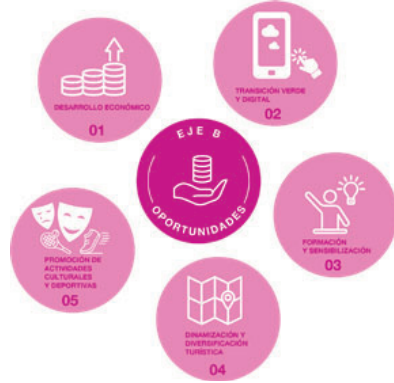 DESARROLLO ECONÓMICO
01
TRANSICIÓN VERDE
Y DIGITAL
02
EJE B
OPORTUNIDADES
FORMACIÓN
Y SENSIBILIZACIÓN
03
PROMOCIÓN DE
ACTIVIDADES
CULTURALES
Y DEPORTIVAS
05
DINAMIZACIÓN Y
DIVERSIFICACIÓN
TURÍSTICA
04